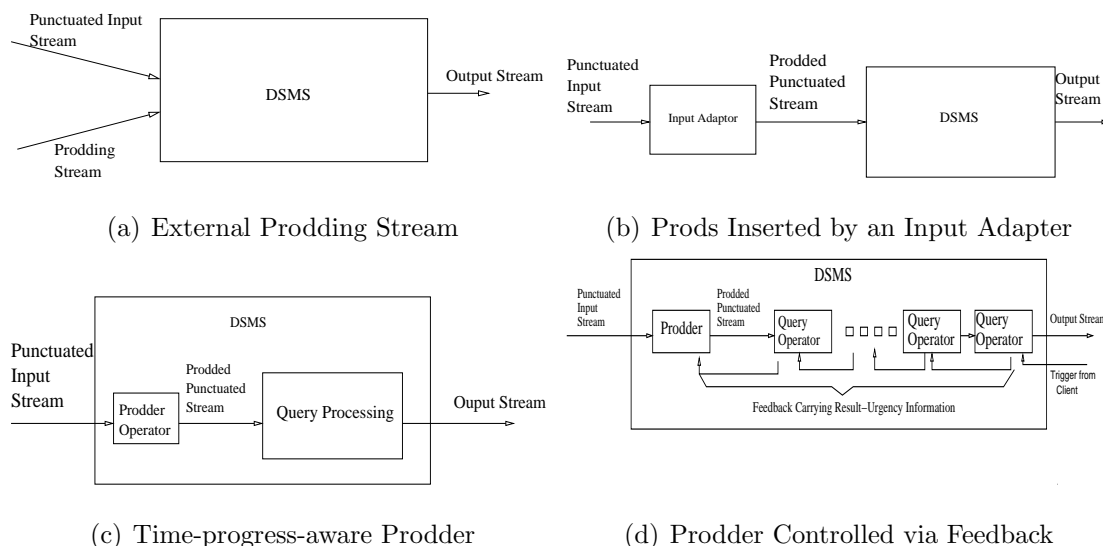 Punctuated Input
Stream
DSMS
Output Stream
Prodding
Stream
(a) External Prodding Stream
Punctuated
Input
Stream
Input Adaptor
Prodded
Punctuated
Stream
DSMS
Output
Stream
(b) Prods Inserted by an Input Adapter
DSMS
Punctuated
Input
Stream
Prodder
Operator
Prodded
Punctuated
Stream
Query Processing
Ouput Stream
(c) Time-progress-aware Prodder
DSMS
Punctuated
Input
Stream
Prodder
Prodded
Punctuated
Stream
Query
Operator
Query
Operator
Query
Operator
Output Stream
Trigger from
Client
Feedback Carrying Result-Urgency Information
(d) Prodder Controlled via Feedback